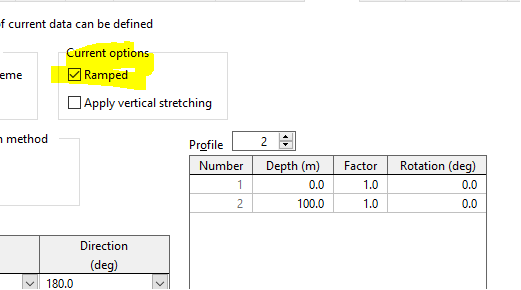 of current data can be defined
Current options
eme
Ramped
Apply vertical stretching
n method
Profile 2
Number Depth (m) Factor Rotation (deg)
1 0.0 1.0 0.0
2 100.0 1.0 0.0
Direction
(deg)
180.0